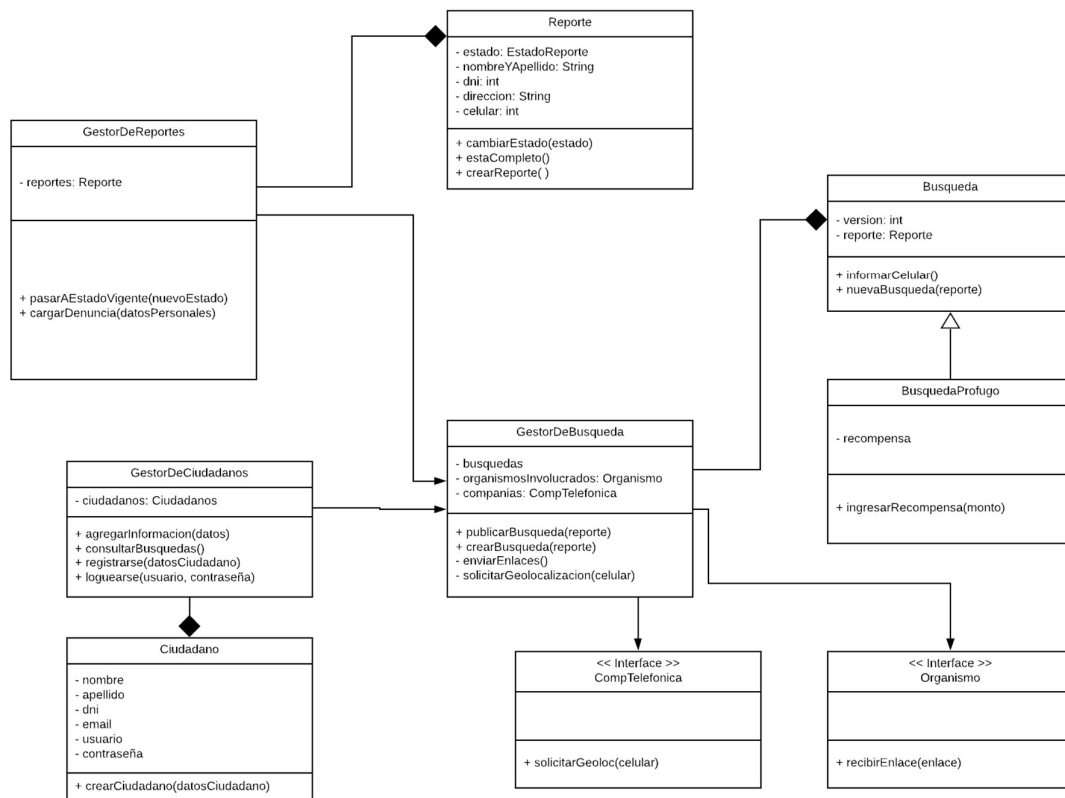 Reporte
- estado: EstadoReporte
- nombreYApellido: String
- dni: int
- direccion: String
- celular: int
+ cambiarEstado(estado)
+ estaCompleto()
+ crearReporte( )
GestorDeReportes
- reportes: Reporte
+ pasarAEstadoVigente(nuevoEstado)
+ cargarDenuncia(datosPersonales)
Busqueda
- version: int
- reporte: Reporte
+ informarCelular()
+ nuevaBusqueda(reporte)
BusquedaProfugo
- recompensa
+ ingresarRecompensa(monto)
GestorDeBusqueda
- busquedas
- organismosInvolucrados: Organismo
- companias: CompTelefonica
+ publicarBusqueda(reporte)
+ crearBusqueda(reporte)
- enviarEnlaces()
- solicitarGeolocalizacion(celular)
GestorDeCiudadanos
- ciudadanos: Ciudadanos
+ agregarInformacion(datos)
+ consultarBusquedas()
+ registrarse(datosCiudadano)
+ loguearse(usuario, contraseña)
Ciudadano
- nombre
- apellido
- dni
- email
- usuario
- contraseña
+ crearCiudadano(datosCiudadano)
<< Interface >>
CompTelefonica
+ solicitarGeoloc(celular)
<< Interface >>
Organismo
+ recibirEnlace(enlace)